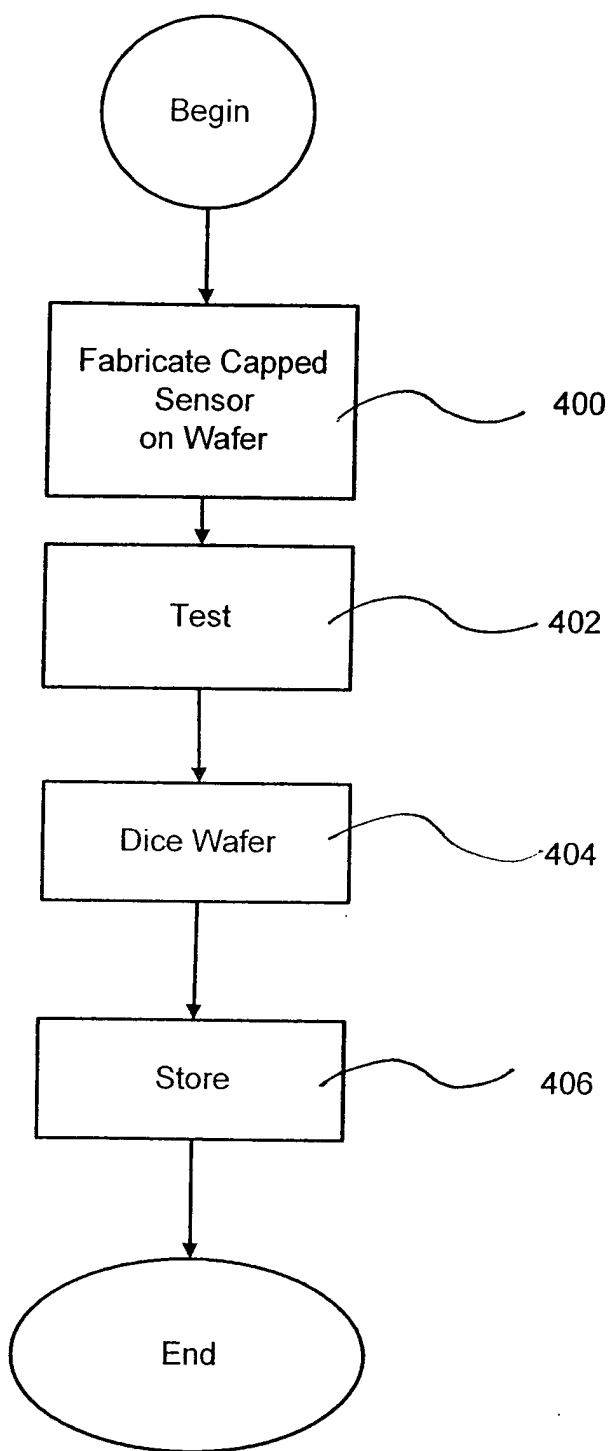 Begin
Fabricate Capped
Sensor
on Wafer
400
Test
402
Dice Wafer
404
Store
406
End